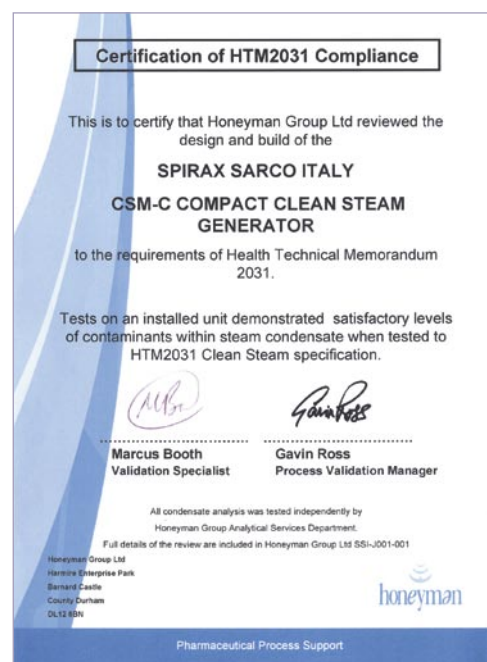 Certification of HTM2031 Compliance
This is to certify that Honeyman Group Ltd reviewed the
design and build of the
SPIRAX SARCO ITALY
CSM-C COMPACT CLEAN STEAM
GENERATOR
to the requirements of Health Technical Memorandum
2031.
Tests on an installed unit demonstrated satisfactory levels
of contaminants within steam condensate when tested to
HTM2031 Clean Steam specification.
Gavin Ross
Marcus Booth Gavin Ross
Validation Specialist Process Validation Manager
All condensate analysis was tested independently by
Honeyman Group Analytical Services Department.
Full details of the review are included in Honeyman Group Ltd SSI-J001-001
Honeyman Group Ltd
Harmire Enterprise Park
Barnard Castle
County Durham
DL12 8BN
honeyman
Pharmaceutical Process Support